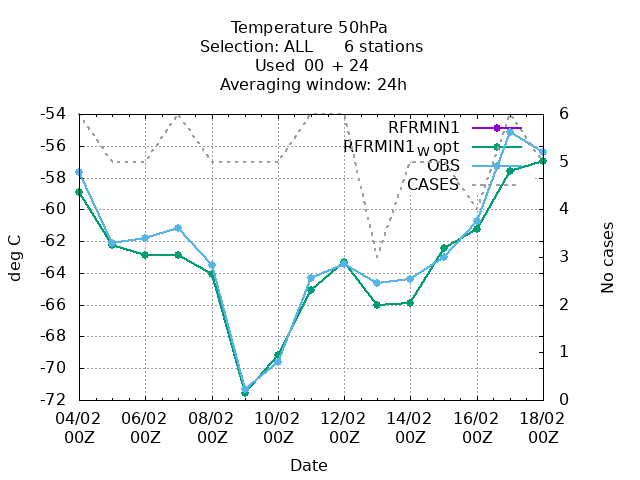 Temperature 50hPa
Selection: ALL 6 stations
Used 00 + 24
Averaging window: 24h
-54
-56
-58
-60
-62
-64
-66
-68
-70
-72
deg C
6
5
4
3
2
1
0
No cases
RFRMIN1
RFRMIN1w opt
OBS
CASES
04/02 06/02 08/02 10/02 12/02 14/02 16/02 18/02
00Z 00Z 00Z 00Z 00Z 00Z 00Z 00Z
Date